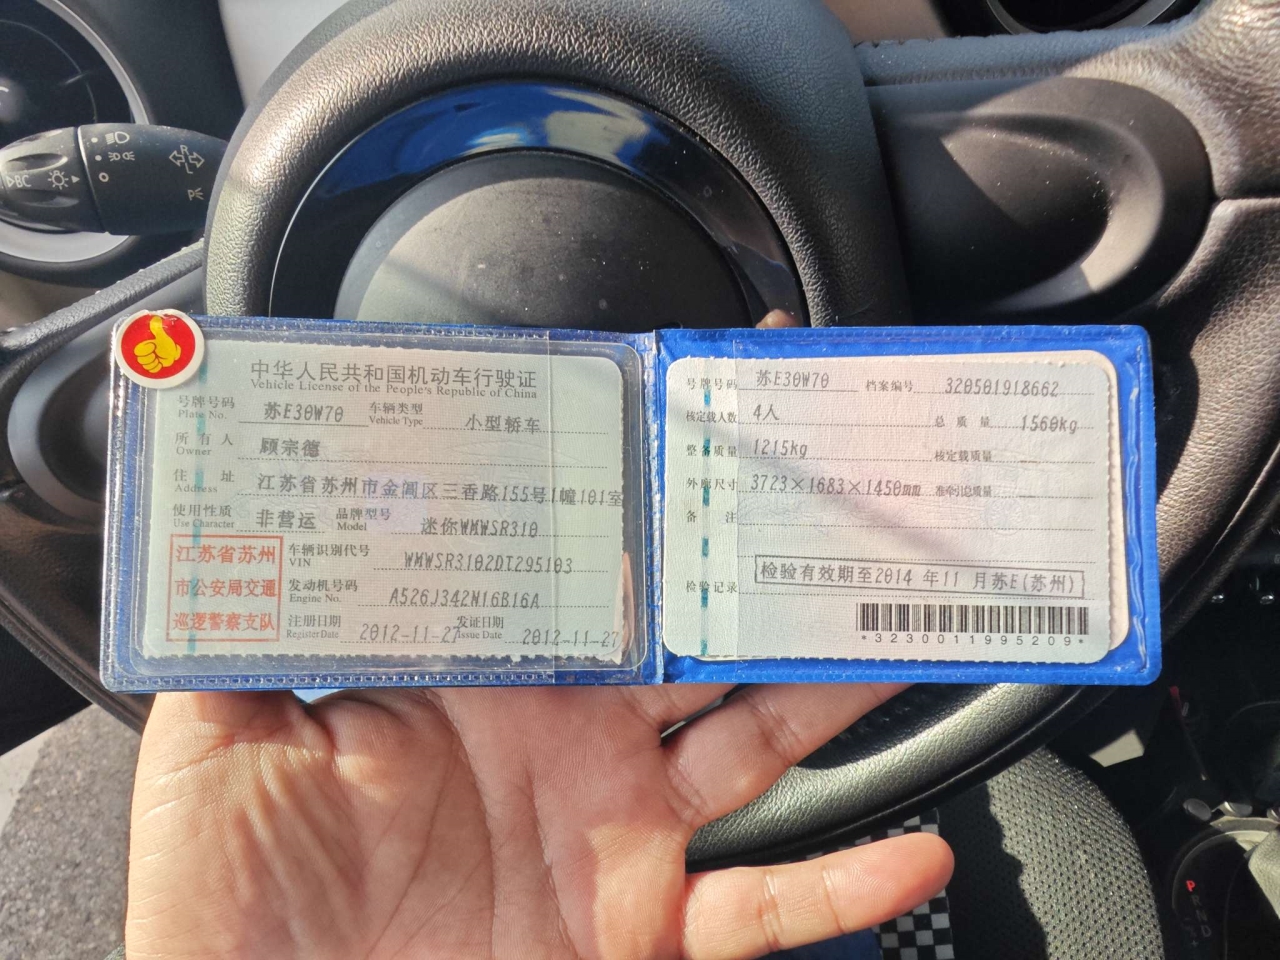 中华人民共和国机动车行驶证
Vehicle License of the People's Republic of China
号牌号码 苏E30W70 车辆类型 小型轿车
Plate No. Vehicle Type
所有人 顾宗德
Owner
住址 江苏省苏州市金阊区三香路155号1幢101室
Address
使用性质 非营运 品牌型号 迷你WMWSR310
Use Character Model
江苏省苏州
市公安局交通
巡逻警察支队
车辆识别代号 WMWSR3102DT295103
VIN
发动机号码 A526J342N16B16A
Engine No.
注册日期 2012-11-27 发证日期 2012-11-27
Register Date Issue Date
号牌号码 苏E30W70 档案编号 320501918662
核定载人数 4人 总质量 1560kg
整备质量 1215kg 核定载质量
外廓尺寸 3723×1683×1450mm 准牵引总质量
备注
检验记录 检验有效期至2014年11月苏E(苏州)
*3230011995209*
P
R
N
D